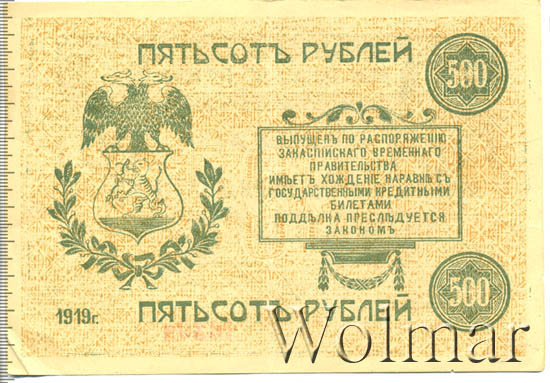 ПЯТЬСОТЪ РУБЛЕЙ
500
ВЫПУЩЕН ПО РАСПОРЯЖЕНІЮ
ЗАКАСПІЙСКАГО ВРЕМЕННАГО
ПРАВИТЕЛЬСТВА
ИМѢЕТЪ ХОЖДЕНІЕ НАРАВНѢ СЪ
ГОСУДАРСТВЕННЫМИ КРЕДИТНЫМИ
БИЛЕТАМИ
ПОДДѢЛКА ПРЕСЛѢДУЕТСЯ
ЗАКОНОМЪ
500
1919г.
ПЯТЬСОТЪ РУБЛЕЙ
Wolmar